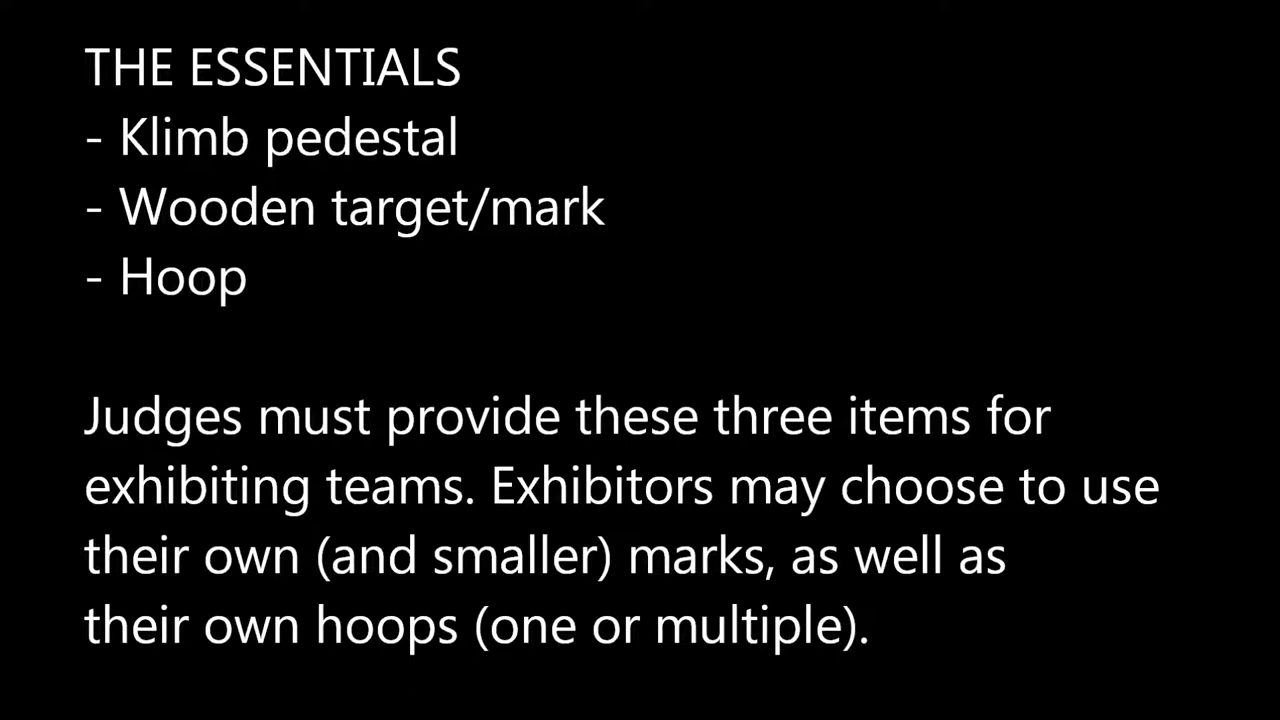 THE ESSENTIALS
- Klimb pedestal
- Wooden target/mark
- Hoop
Judges must provide these three items for
exhibiting teams. Exhibitors may choose to use
their own (and smaller) marks, as well as
their own hoops (one or multiple).